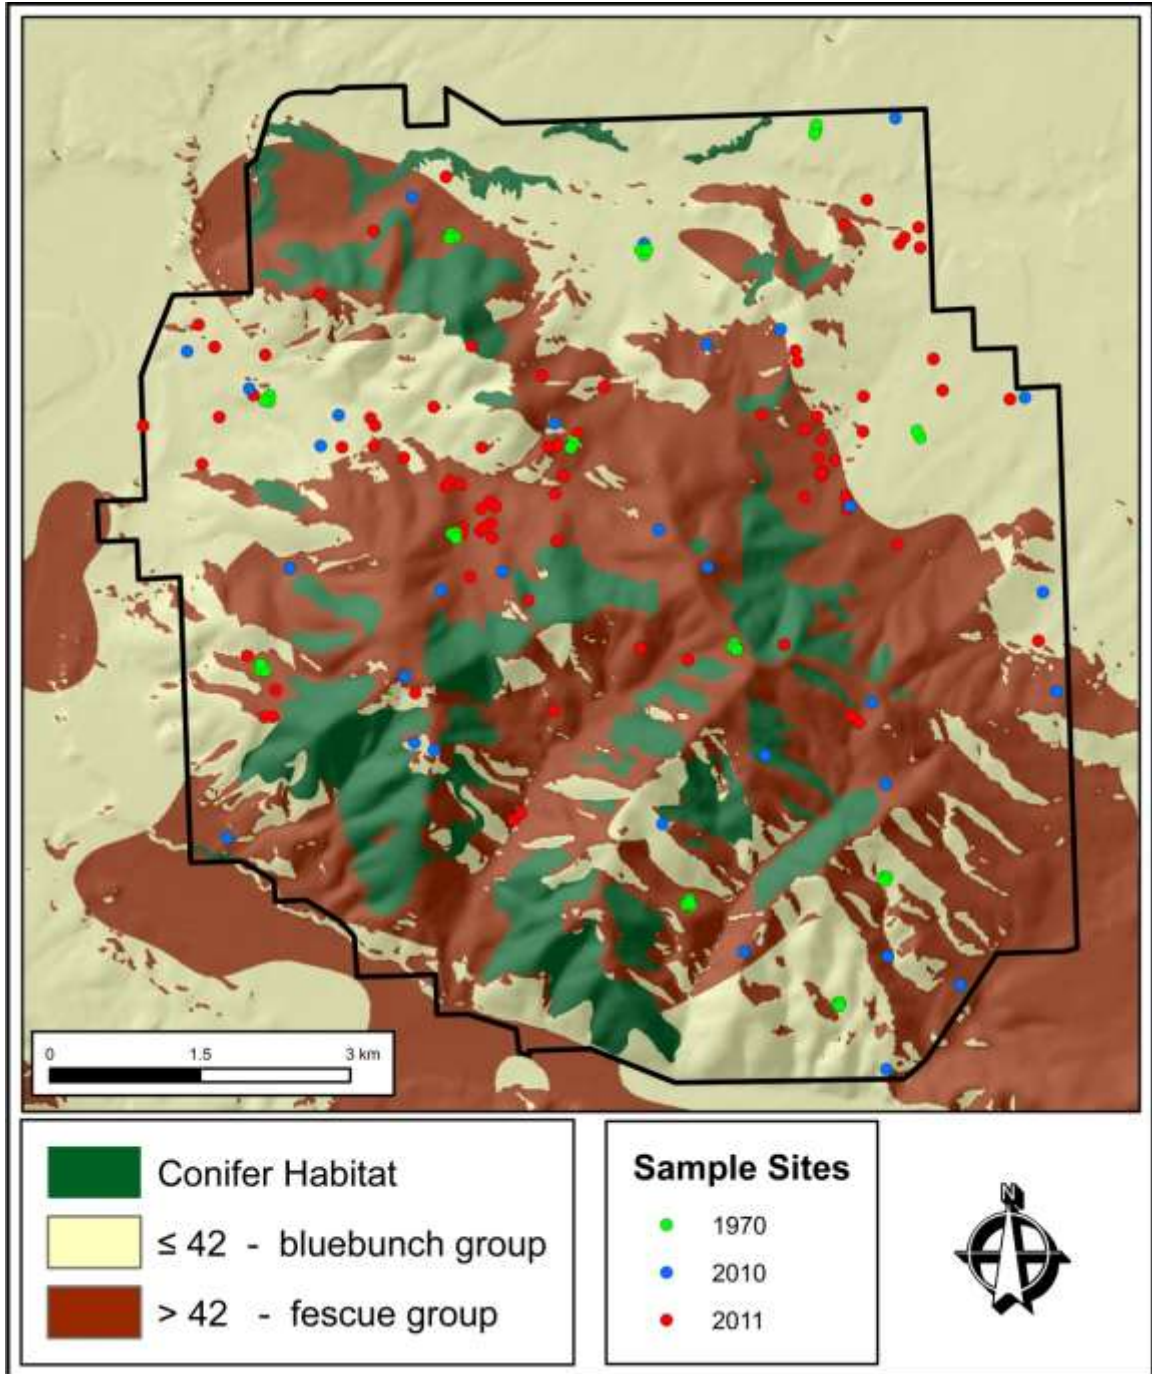 0 1.5 3 km
Conifer Habitat
≤ 42 - bluebunch group
> 42 - fescue group
Sample Sites
1970
2010
2011
N